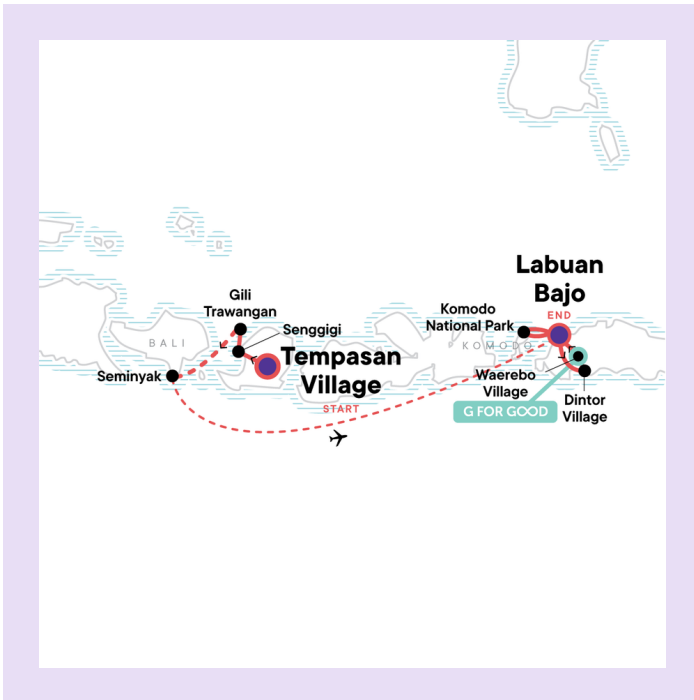 Labuan
Bajo
END
Gili
Trawangan
Komodo
National Park
Senggigi
BALI
KOMODO
Tempasan
Village
START
Seminyak
Waerebo
Village
G FOR GOOD
Dintor
Village